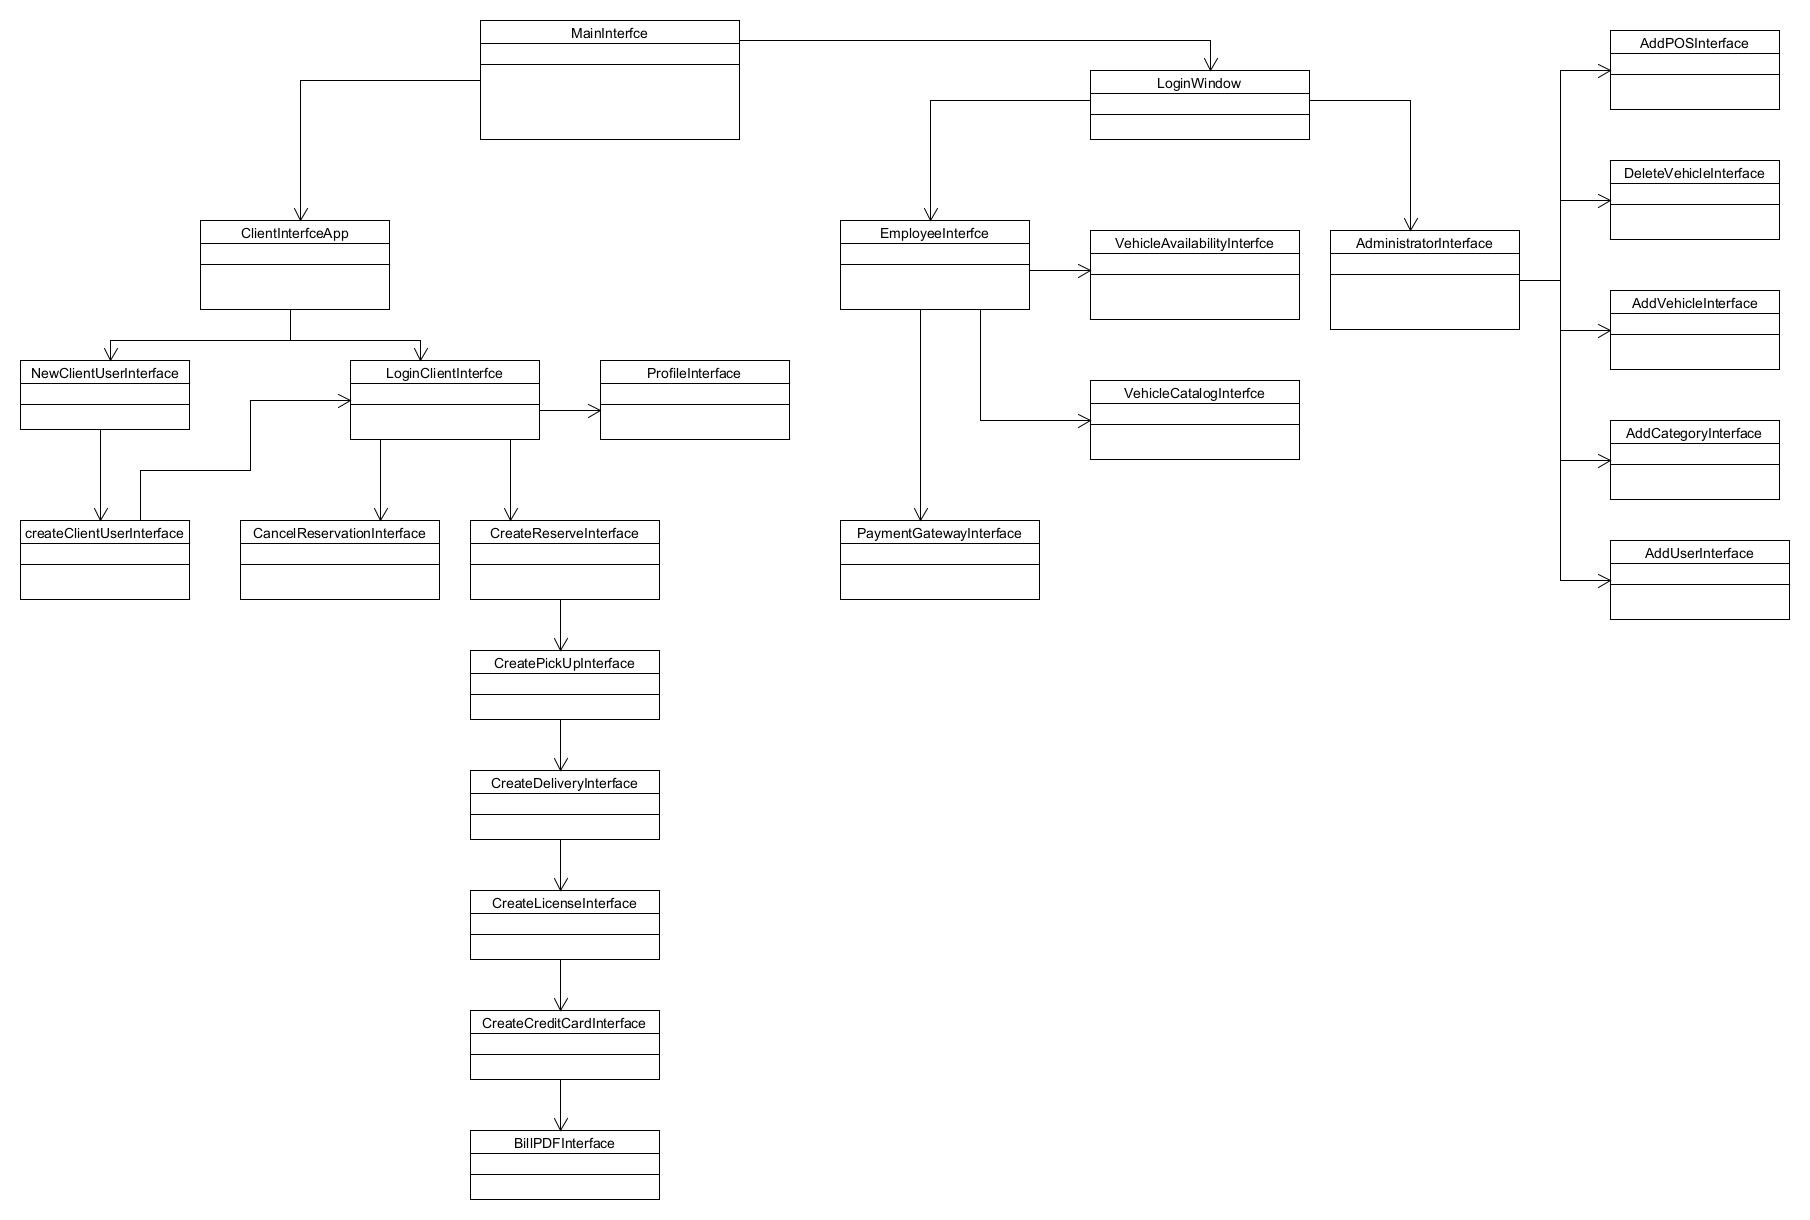 MainInterfce
AddPOSInterface
LoginWindow
DeleteVehicleInterface
ClientInterfceApp
EmployeeInterfce
VehicleAvailabilityInterfce
AdministratorInterface
AddVehicleInterface
NewClientUserInterface
LoginClientInterfce
ProfileInterface
VehicleCatalogInterfce
AddCategoryInterface
createClientUserInterface
CancelReservationInterface
CreateReserveInterface
PaymentGatewayInterface
AddUserInterface
CreatePickUpInterface
CreateDeliveryInterface
CreateLicenseInterface
CreateCreditCardInterface
BillPDFInterface